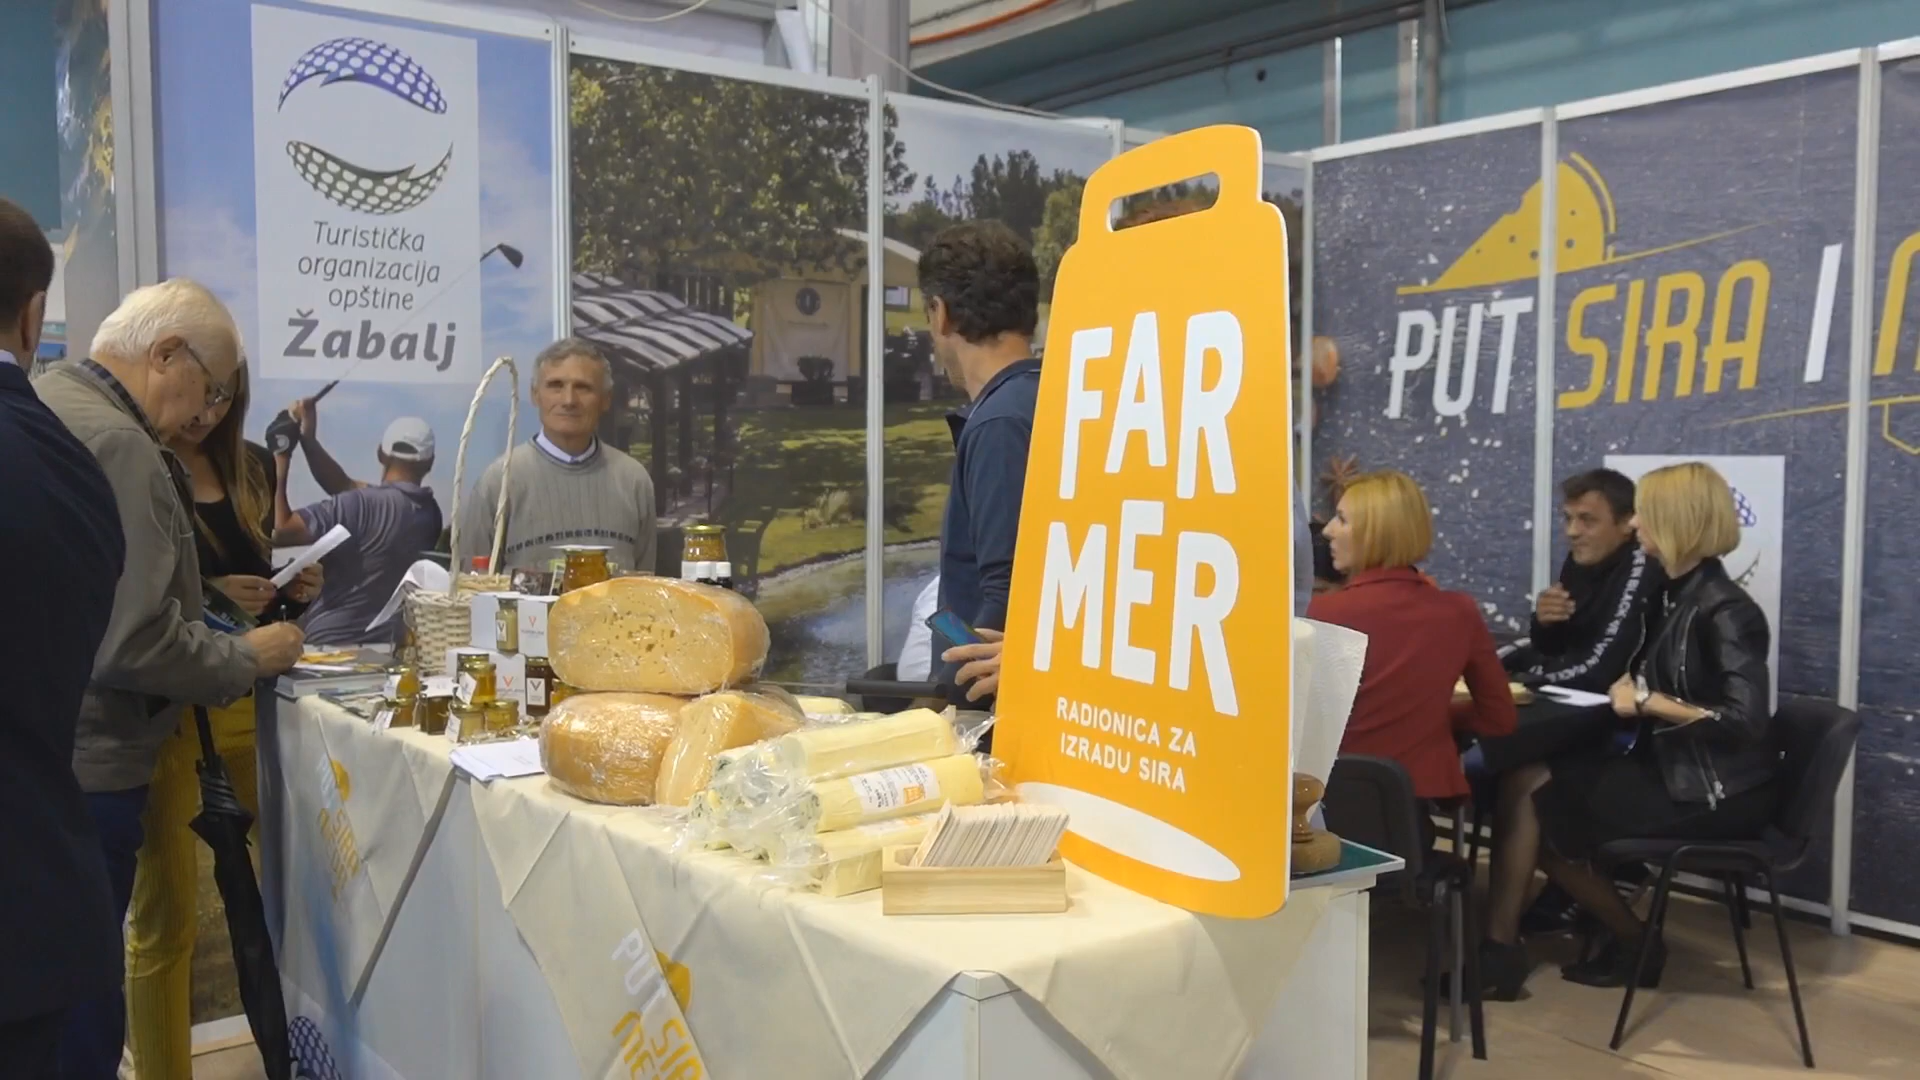 Turistička
organizacija
opštine
Žabalj
PUT SIRA I
FAR
MER
RADIONICA ZA
IZRADU SIRA
PUT
SIR